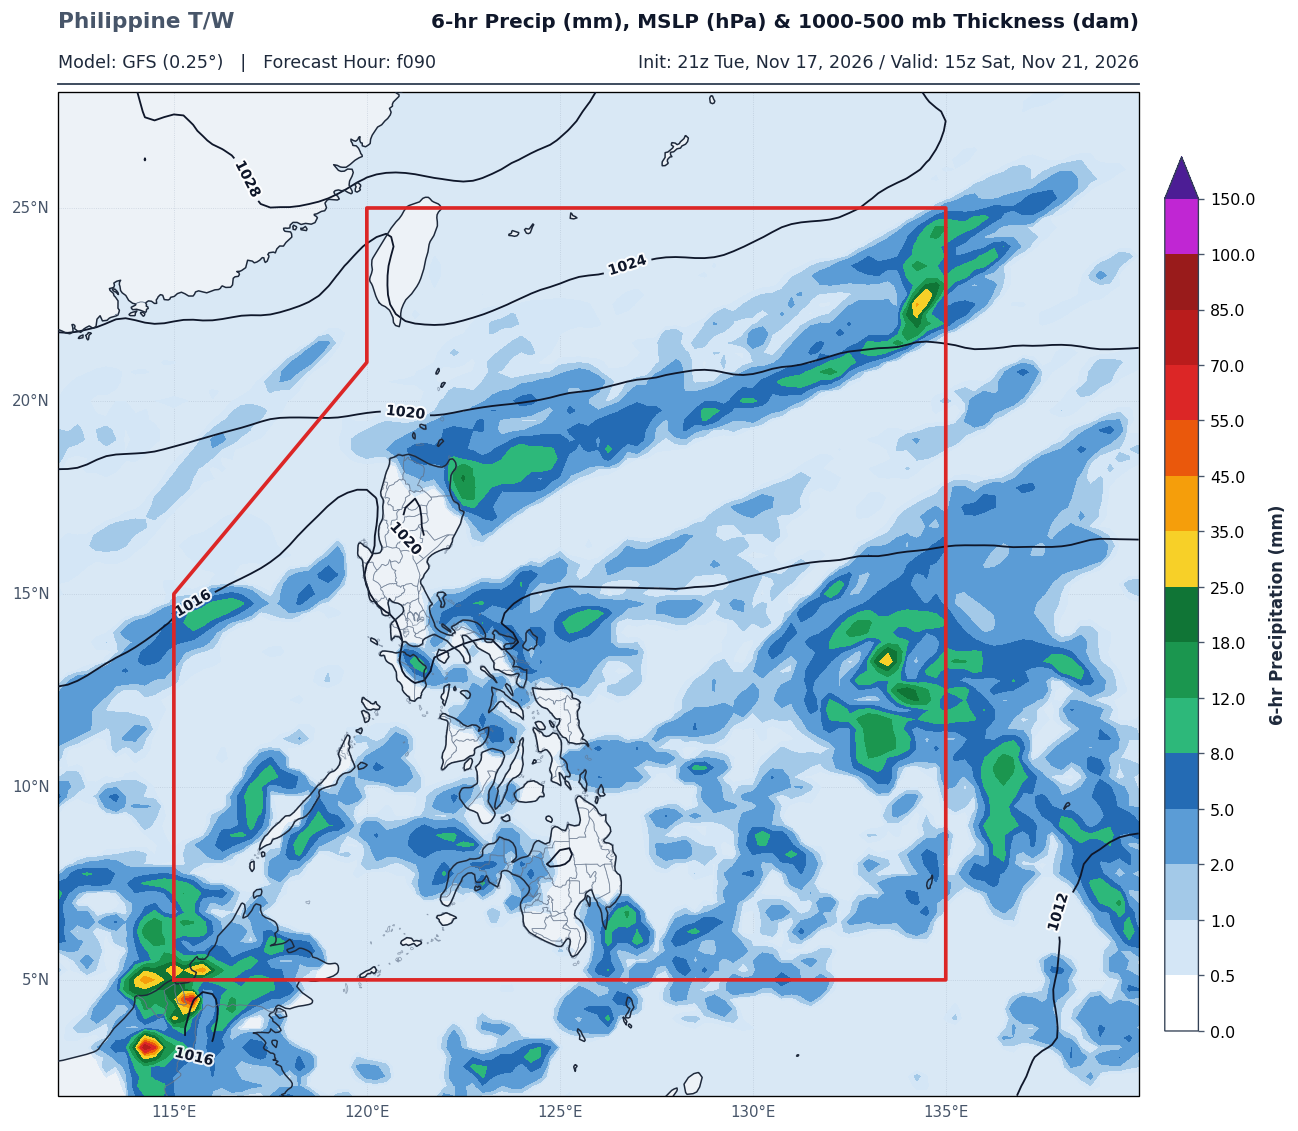 Philippine T/W
6-hr Precip (mm), MSLP (hPa) & 1000-500 mb Thickness (dam)
Model: GFS (0.25°) | Forecast Hour: f090
Init: 21z Tue, Nov 17, 2026 / Valid: 15z Sat, Nov 21, 2026
1028
1024
1020
1020
1016
1012
1016
25°N
20°N
15°N
10°N
5°N
115°E
120°E
125°E
130°E
135°E
150.0
100.0
85.0
70.0
55.0
45.0
35.0
25.0
18.0
12.0
8.0
5.0
2.0
1.0
0.5
0.0
6-hr Precipitation (mm)